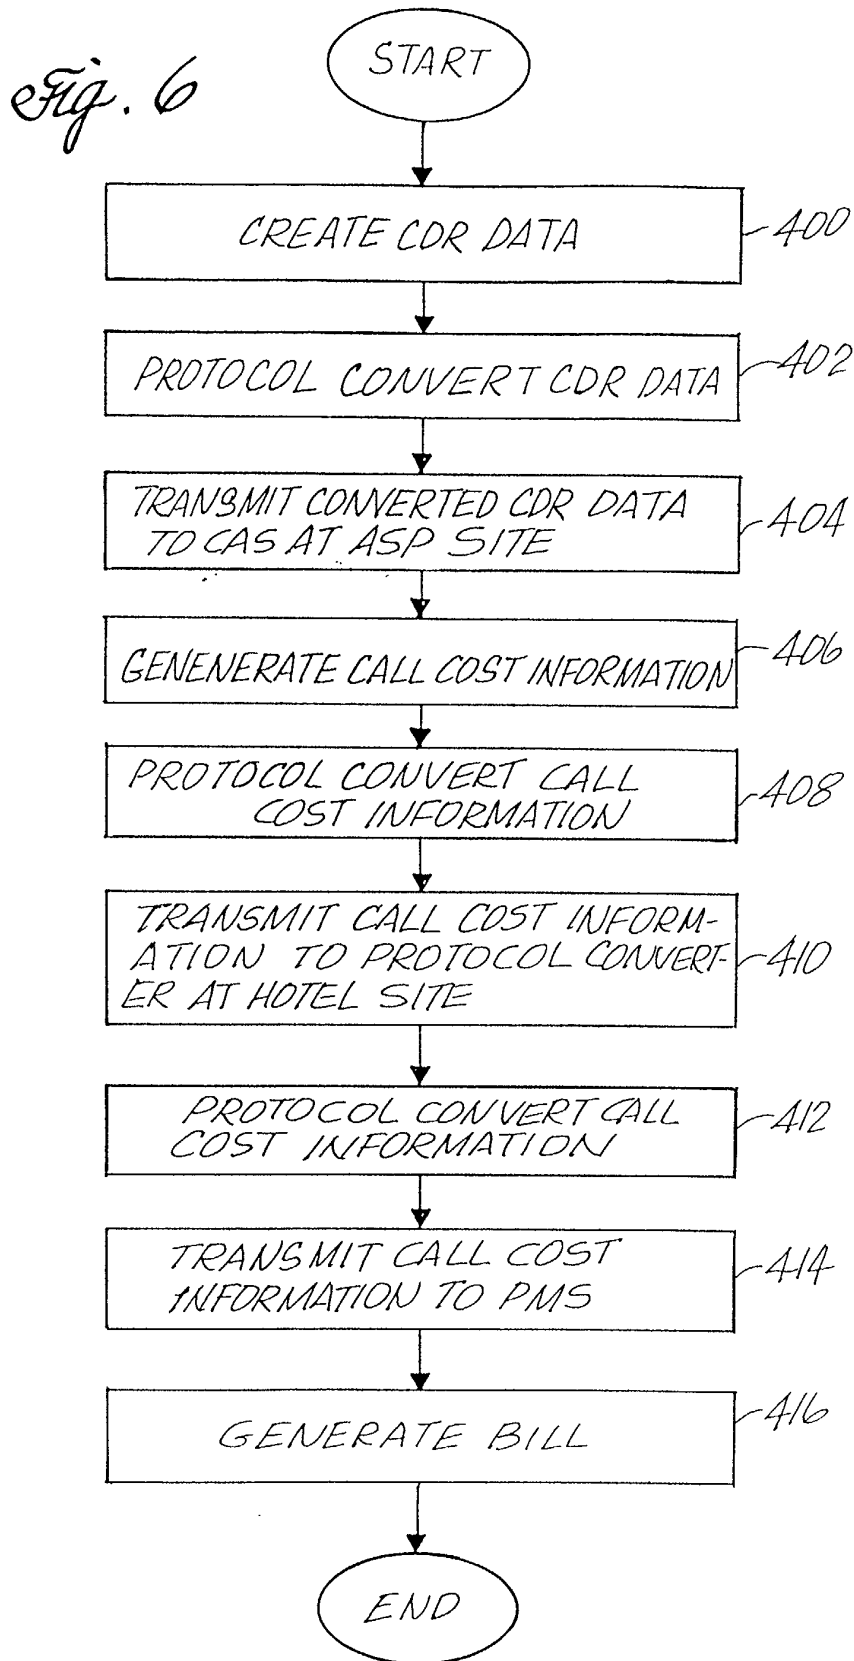 Fig. 6
START
CREATE CDR DATA
400
PROTOCOL CONVERT CDR DATA
402
TRANSMIT CONVERTED CDR DATA
TO CAS AT ASP SITE
404
GENENERATE CALL COST INFORMATION
406
PROTOCOL CONVERT CALL
COST INFORMATION
408
TRANSMIT CALL COST INFORM-
ATION TO PROTOCOL CONVERT-
ER AT HOTEL SITE
410
PROTOCOL CONVERT CALL
COST INFORMATION
412
TRANSMIT CALL COST
INFORMATION TO PMS
414
GENERATE BILL
416
END